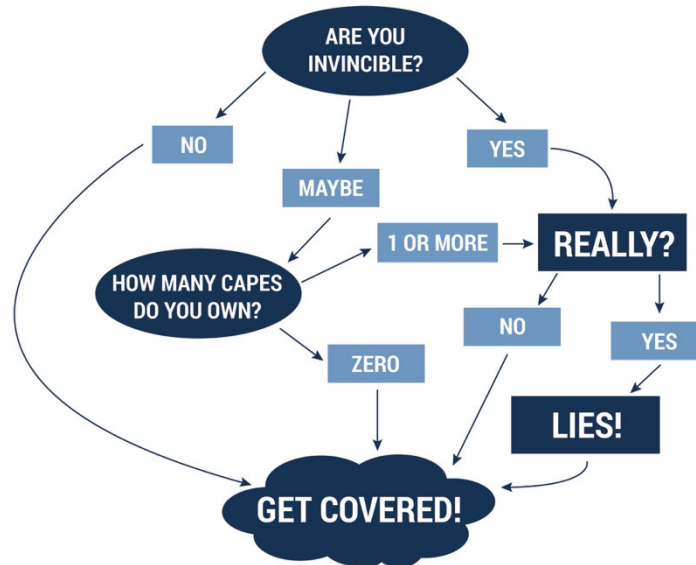 ARE YOU
INVINCIBLE?
NO
YES
MAYBE
1 OR MORE
REALLY?
HOW MANY CAPES
DO YOU OWN?
NO
YES
ZERO
LIES!
GET COVERED!